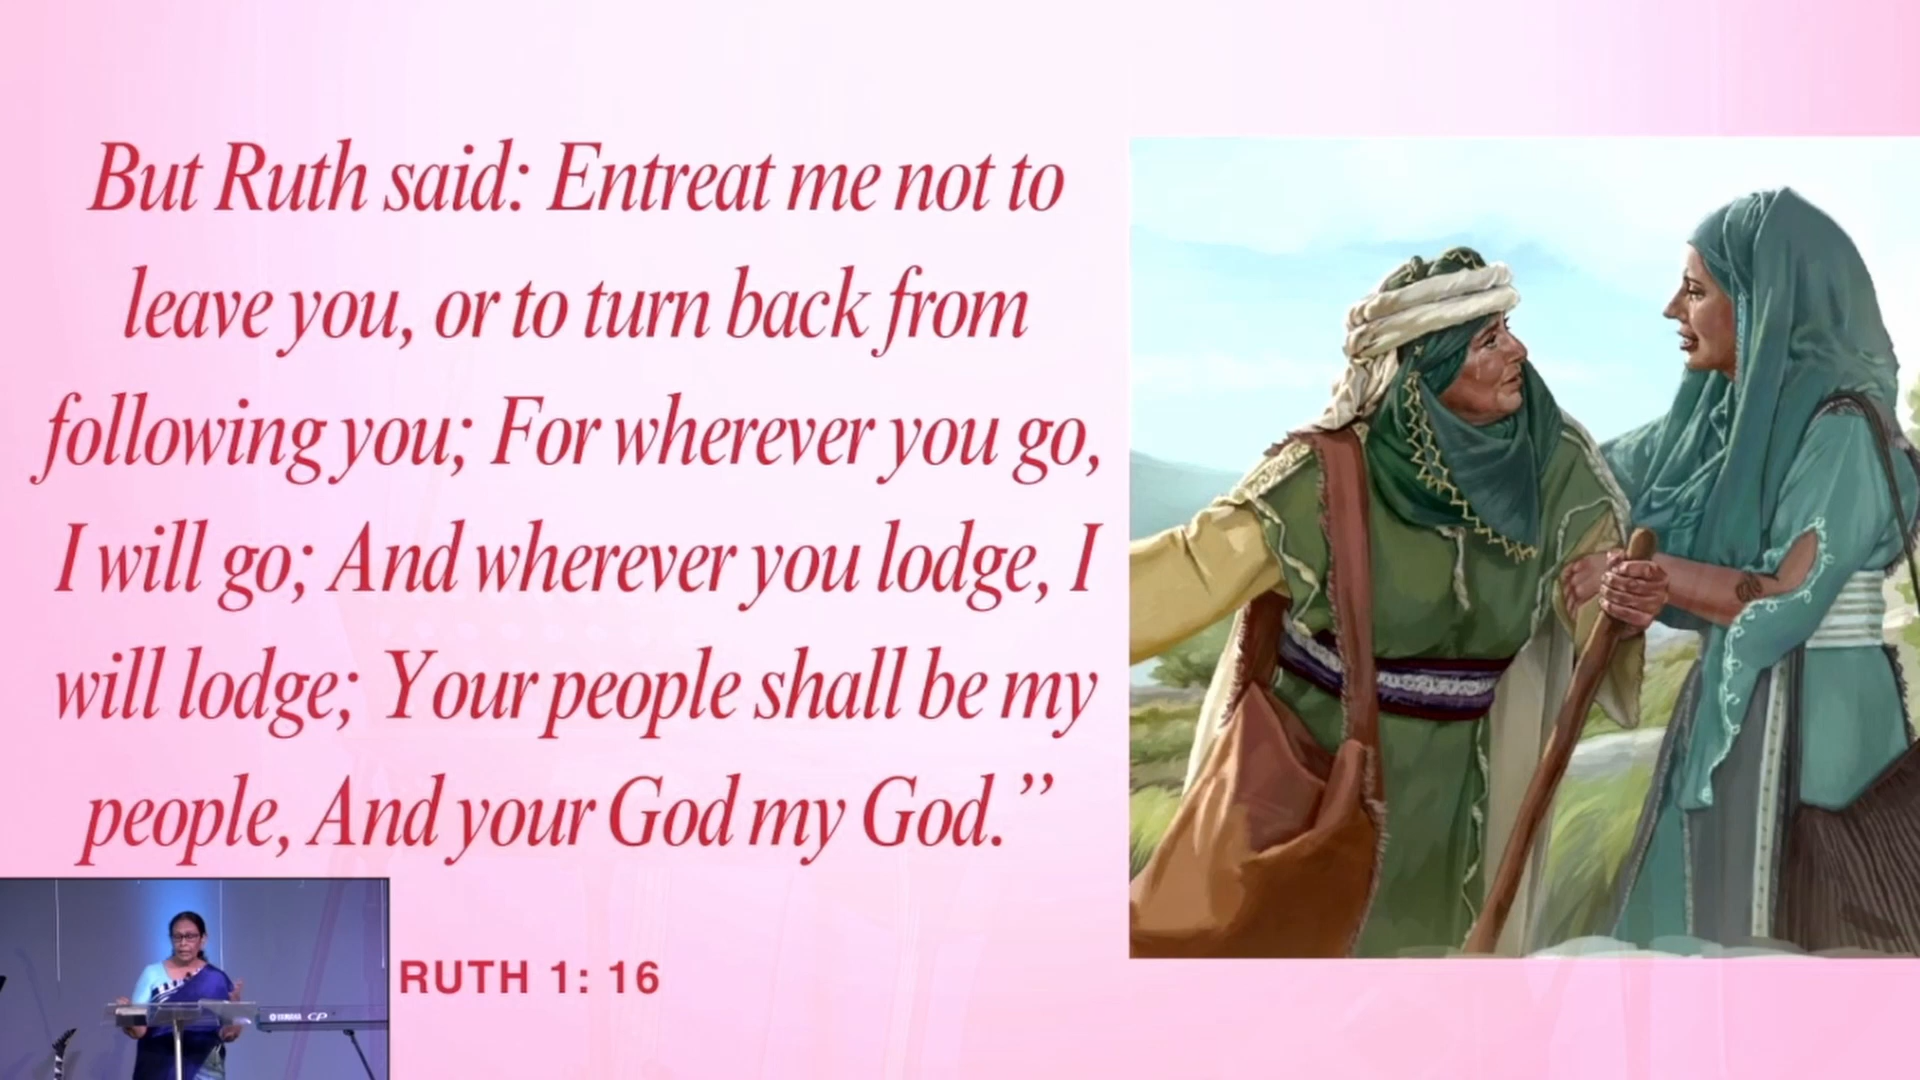 But Ruth said: Entreat me not to
leave you, or to turn back from
following you; For wherever you go,
I will go; And wherever you lodge, I
will lodge; Your people shall be my
people, And your God my God.”
RUTH 1: 16
YAMAHA CP